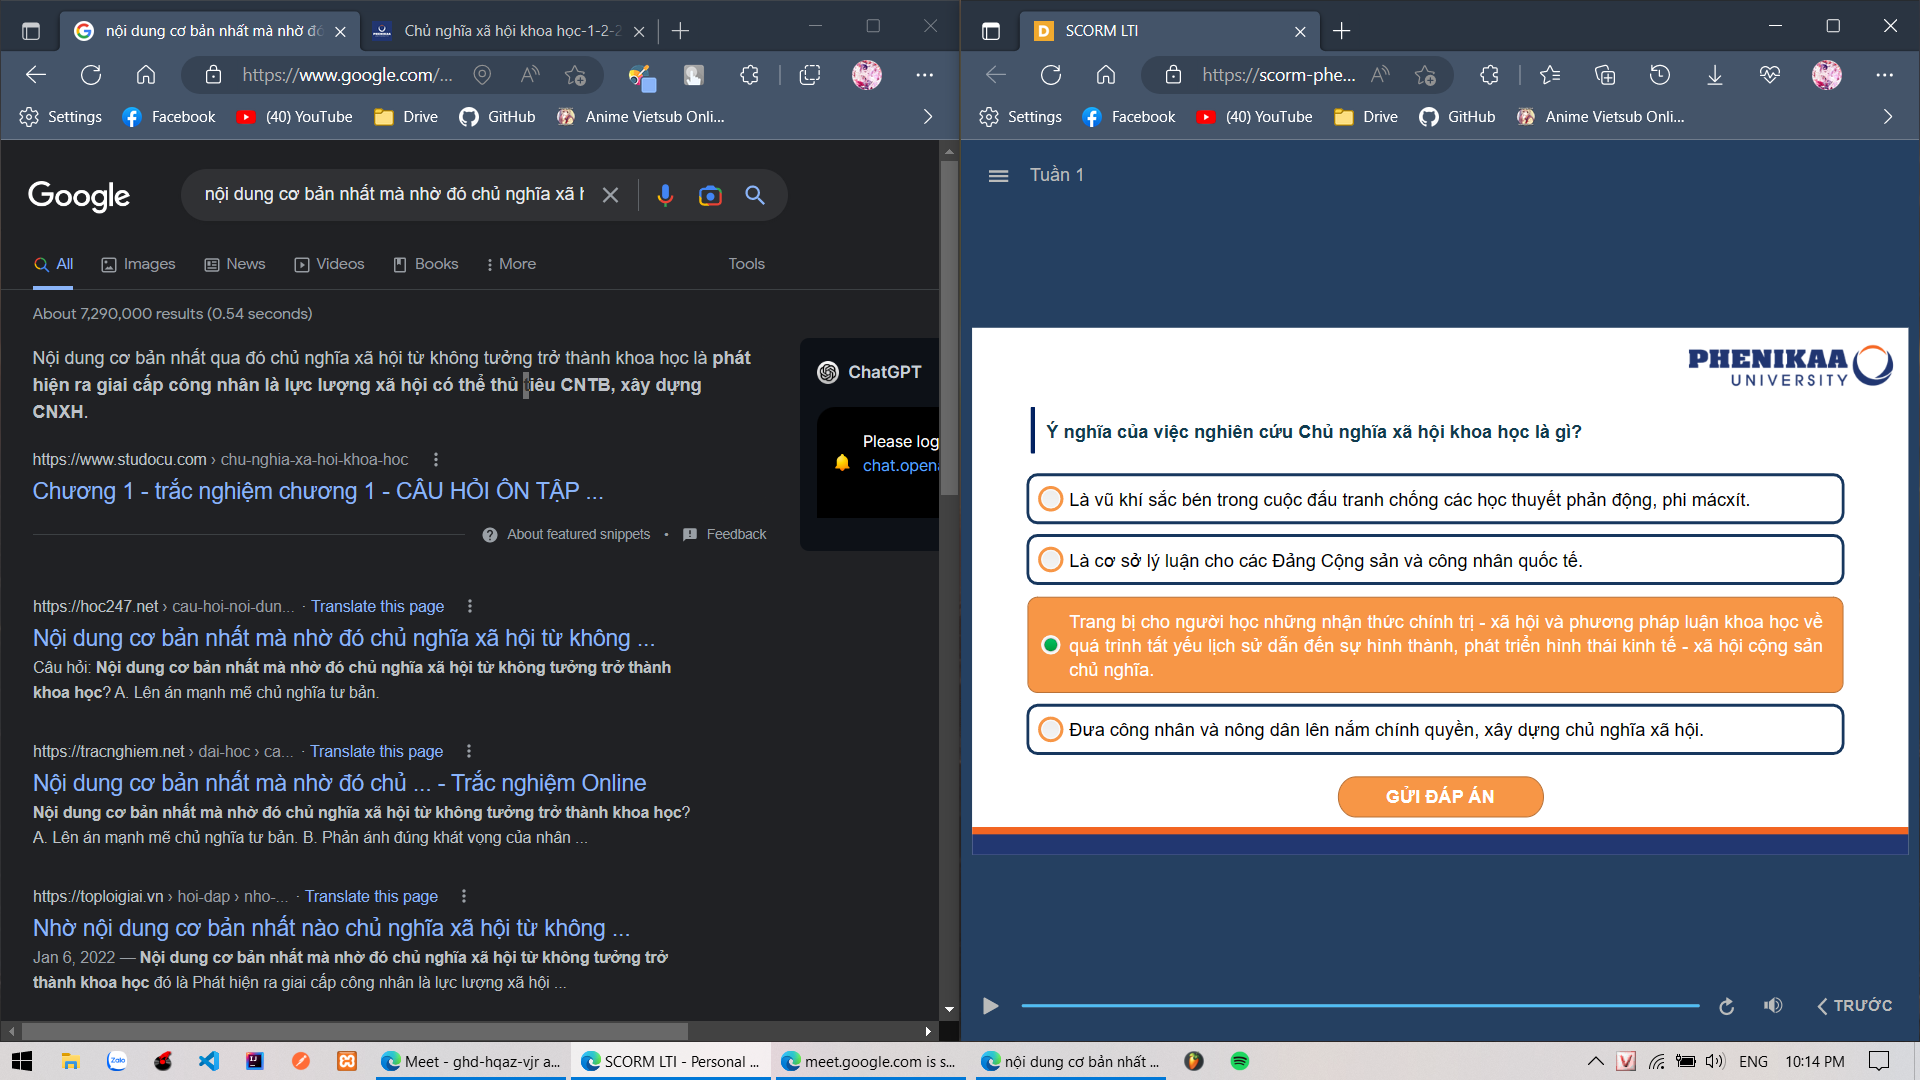 nội dung cơ bản nhất mà nhờ đó
Chủ nghĩa xã hội khoa học-1-2-2
https://www.google.com/...
Settings
Facebook
(40) YouTube
Drive
GitHub
Anime Vietsub Onli...
Google
nội dung cơ bản nhất mà nhờ đó chủ nghĩa xã h
All
Images
News
Videos
Books
More
Tools
About 7,290,000 results (0.54 seconds)
Nội dung cơ bản nhất qua đó chủ nghĩa xã hội từ không tưởng trở thành khoa học là phát
hiện ra giai cấp công nhân là lực lượng xã hội có thể thủ tiêu CNTB, xây dựng
CNXH.
https://www.studocu.com › chu-nghia-xa-hoi-khoa-hoc
Chương 1 - trắc nghiệm chương 1 - CÂU HỎI ÔN TẬP ...
About featured snippets • Feedback
ChatGPT
Please log
chat.opena
https://hoc247.net › cau-hoi-noi-dun... · Translate this page
Nội dung cơ bản nhất mà nhờ đó chủ nghĩa xã hội từ không ...
Câu hỏi: Nội dung cơ bản nhất mà nhờ đó chủ nghĩa xã hội từ không tưởng trở thành
khoa học? A. Lên án mạnh mẽ chủ nghĩa tư bản.
https://tracnghiem.net › dai-hoc › ca... · Translate this page
Nội dung cơ bản nhất mà nhờ đó chủ ... - Trắc nghiệm Online
Nội dung cơ bản nhất mà nhờ đó chủ nghĩa xã hội từ không tưởng trở thành khoa học?
A. Lên án mạnh mẽ chủ nghĩa tư bản. B. Phản ánh đúng khát vọng của nhân ...
https://toploigiai.vn › hoi-dap › nho-... · Translate this page
Nhờ nội dung cơ bản nhất nào chủ nghĩa xã hội từ không ...
Jan 6, 2022 — Nội dung cơ bản nhất mà nhờ đó chủ nghĩa xã hội từ không tưởng trở
thành khoa học đó là Phát hiện ra giai cấp công nhân là lực lượng xã hội ...
D
SCORM LTI
https://scorm-phe...
Settings
Facebook
(40) YouTube
Drive
GitHub
Anime Vietsub Onli...
Tuần 1
PHENIKAA
UNIVERSITY
Ý nghĩa của việc nghiên cứu Chủ nghĩa xã hội khoa học là gì?
Là vũ khí sắc bén trong cuộc đấu tranh chống các học thuyết phản động, phi mácxít.
Là cơ sở lý luận cho các Đảng Cộng sản và công nhân quốc tế.
Trang bị cho người học những nhận thức chính trị - xã hội và phương pháp luận khoa học về
quá trình tất yếu lịch sử dẫn đến sự hình thành, phát triển hình thái kinh tế - xã hội cộng sản
chủ nghĩa.
Đưa công nhân và nông dân lên nắm chính quyền, xây dựng chủ nghĩa xã hội.
GỬI ĐÁP ÁN
TRƯỚC
Zalo
Meet - ghd-hqaz-vjr a...
SCORM LTI - Personal ...
meet.google.com is s...
nội dung cơ bản nhất ...
V
ENG
10:14 PM